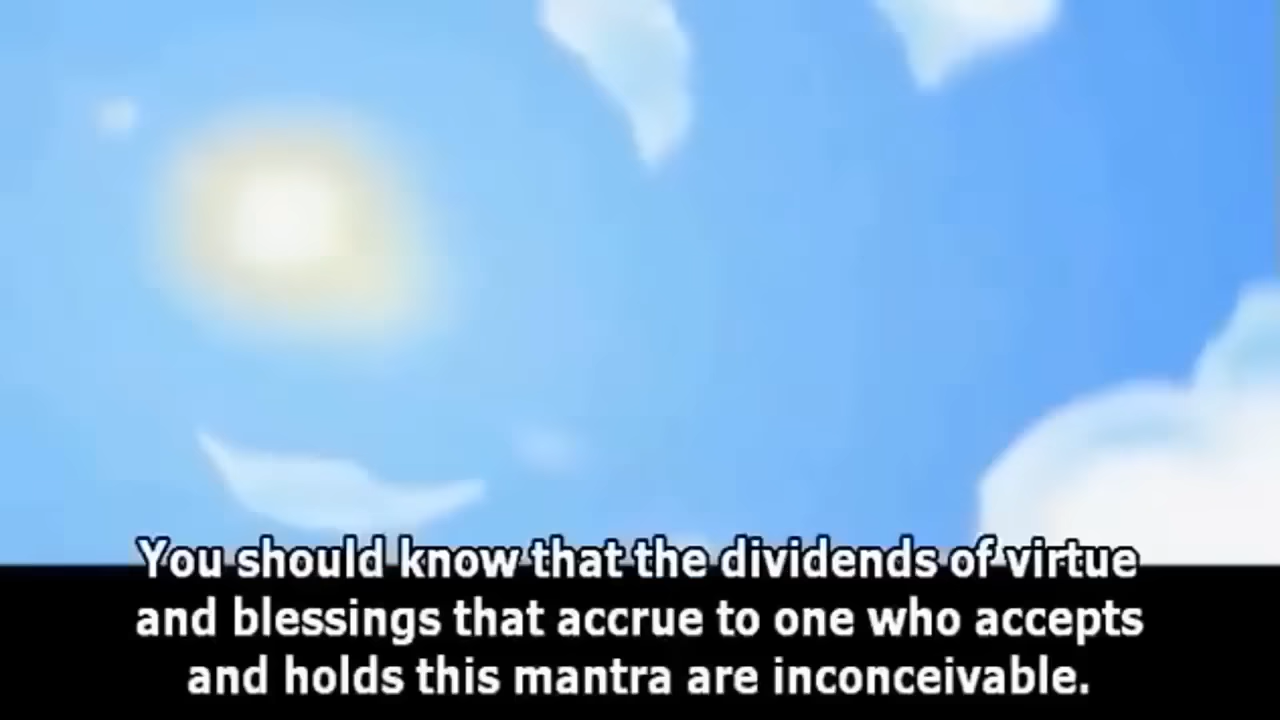 You should know that the dividends of virtue
and blessings that accrue to one who accepts
and holds this mantra are inconceivable.